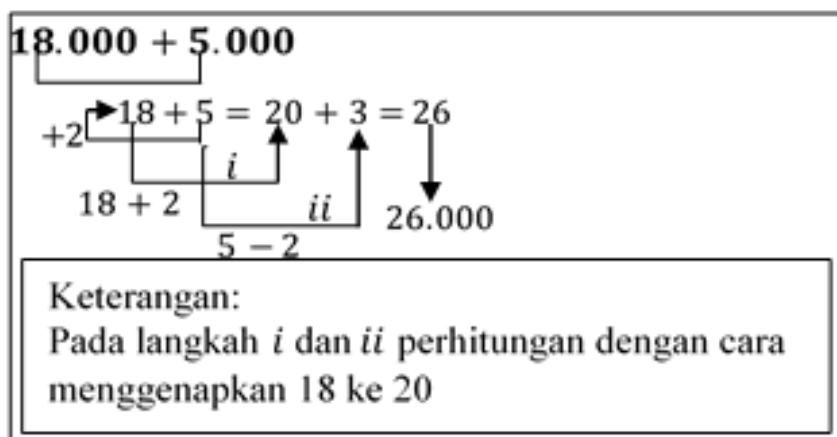 18.000 + 5.000
18 + 5 = 20 + 3 = 26
+2
i
18 + 2
ii
26.000
5 − 2
Keterangan:
Pada langkah i dan ii perhitungan dengan cara
menggenapkan 18 ke 20